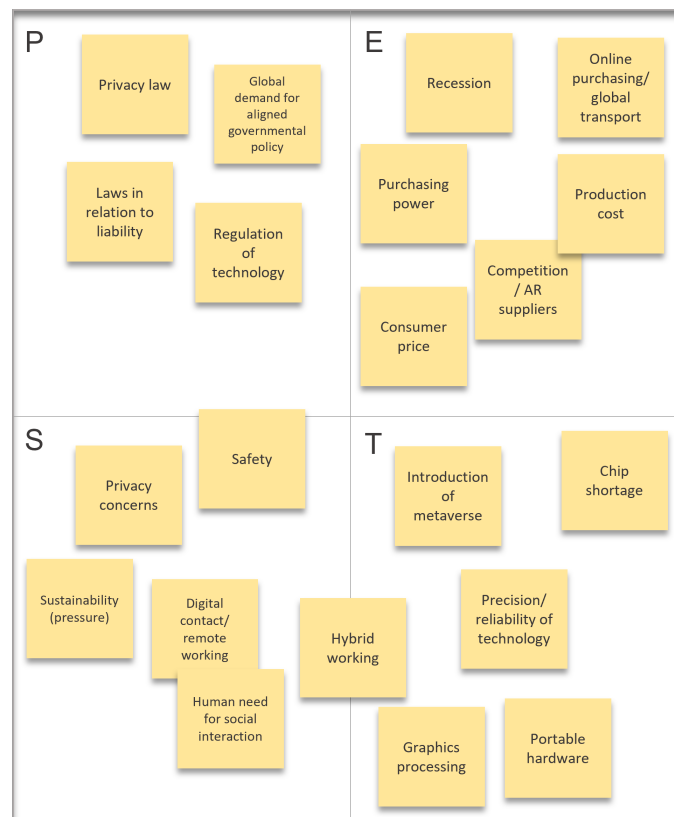 P
Privacy law
Global
demand for
aligned
governmental
policy
Laws in
relation to
liability
Regulation
of
technology
E
Recession
Online
purchasing/
global
transport
Purchasing
power
Production
cost
Competition
/ AR
suppliers
Consumer
price
S
Safety
Privacy
concerns
Sustainability
(pressure)
Digital
contact/
remote
working
Hybrid
working
Human need
for social
interaction
T
Introduction
of
metaverse
Chip
shortage
Precision/
reliability of
technology
Graphics
processing
Portable
hardware